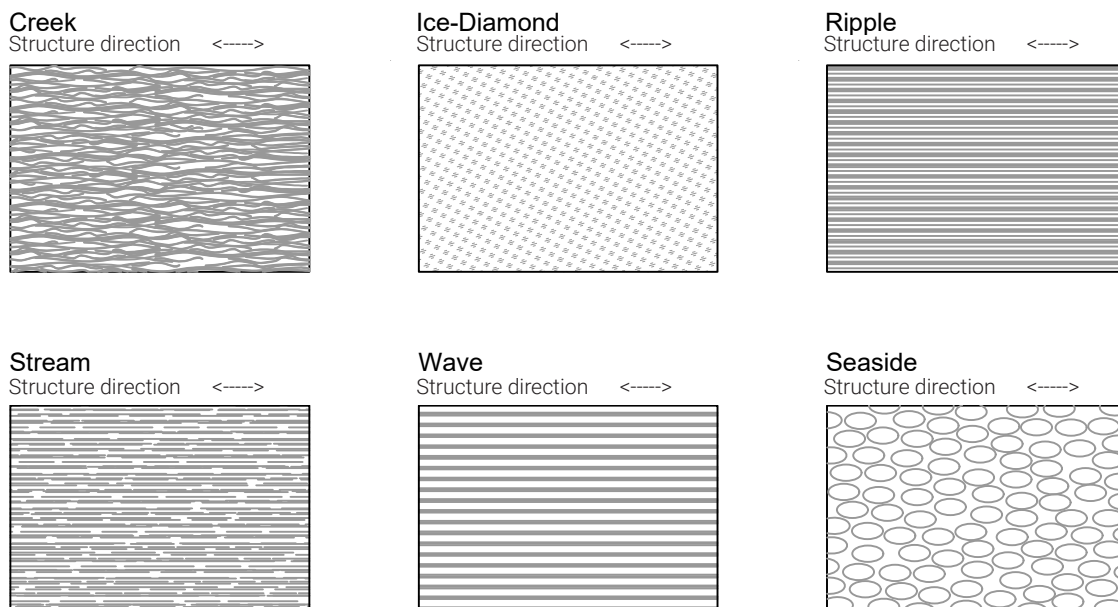 Creek
Structure direction <----->
Ice-Diamond
Structure direction <----->
Ripple
Structure direction <----->
Stream
Structure direction <----->
Wave
Structure direction <----->
Seaside
Structure direction <----->